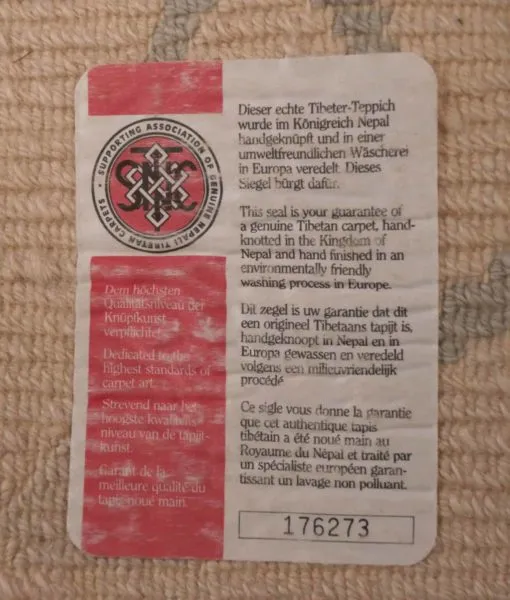 SUPPORTING ASSOCIATION OF GENUINE NEPALI TIBETAN CARPETS
Dem höchsten
Qualitätsniveau der
Knüpfkunst
verpflichtet.
Dedicated to the
highest standards of
carpet art.
Strevend naar het
hoogste kwaliteits-
niveau van de tapijt-
kunst.
Garant de la
meilleure qualité du
tapis noué main.
Dieser echte Tibeter-Teppich
wurde im Königreich Nepal
handgeknüpft und in einer
umweltfreundlichen Wäscherei
in Europa veredelt. Dieses
Siegel bürgt dafür.
This seal is your guarantee of
a genuine Tibetan carpet, hand-
knotted in the Kingdom of
Nepal and hand finished in an
environmentally friendly
washing process in Europe.
Dit zegel is uw garantie dat dit
een origineel Tibetaans tapijt is,
handgeknoopt in Nepal en in
Europa gewassen en veredeld
volgens een milieuvriendelijk
procédé
Ce sigle vous donne la garantie
que cet authentique tapis
tibétain a été noué main au
Royaume du Népal et traité par
un spécialiste européen garan-
tissant un lavage non polluant.
176273